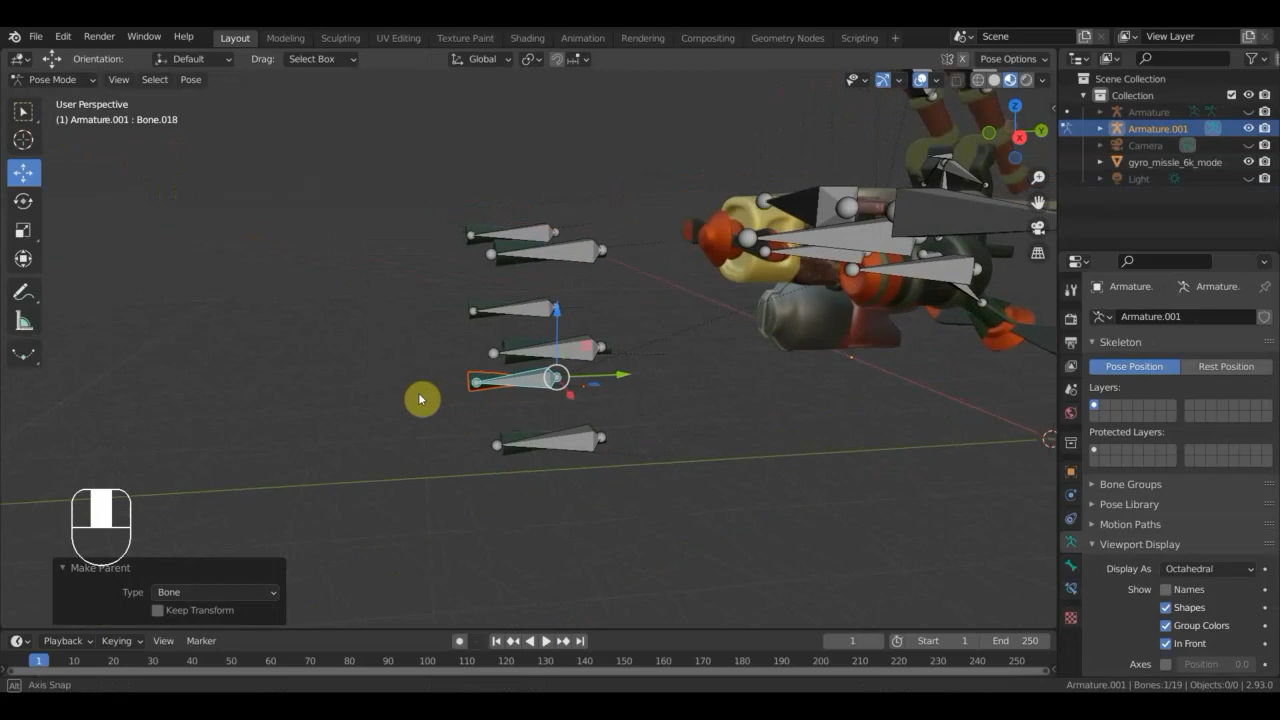 File Edit Render Window Help Layout Modeling Sculpting UV Editing Texture Paint Shading Animation Rendering Compositing Geometry Nodes Scripting + Scene View Layer
Orientation: Default Drag: Select Box Global X Pose Options
Pose Mode View Select Pose
User Perspective
(1) Armature.001 : Bone.018
Z
Y
X
Scene Collection
Collection
Armature
Armature.001
Camera
gyro_missle_6k_mode
Light
Armature. Armature.
Armature.001
Skeleton
Pose Position Rest Position
Layers:
Protected Layers:
Bone Groups
Pose Library
Motion Paths
Viewport Display
Display As Octahedral
Show Names
Shapes
Group Colors
In Front
Axes Position 0.0
Make Parent
Type Bone
Keep Transform
Playback Keying View Marker 1 Start 1 End 250
1 10 20 30 40 50 60 70 80 90 100 110 120 130 140 150 160 170 180 190 200 210 220 230 240 250
Alt Axis Snap Armature.001 | Bones:1/19 | Objects:0/0 | 2.93.0